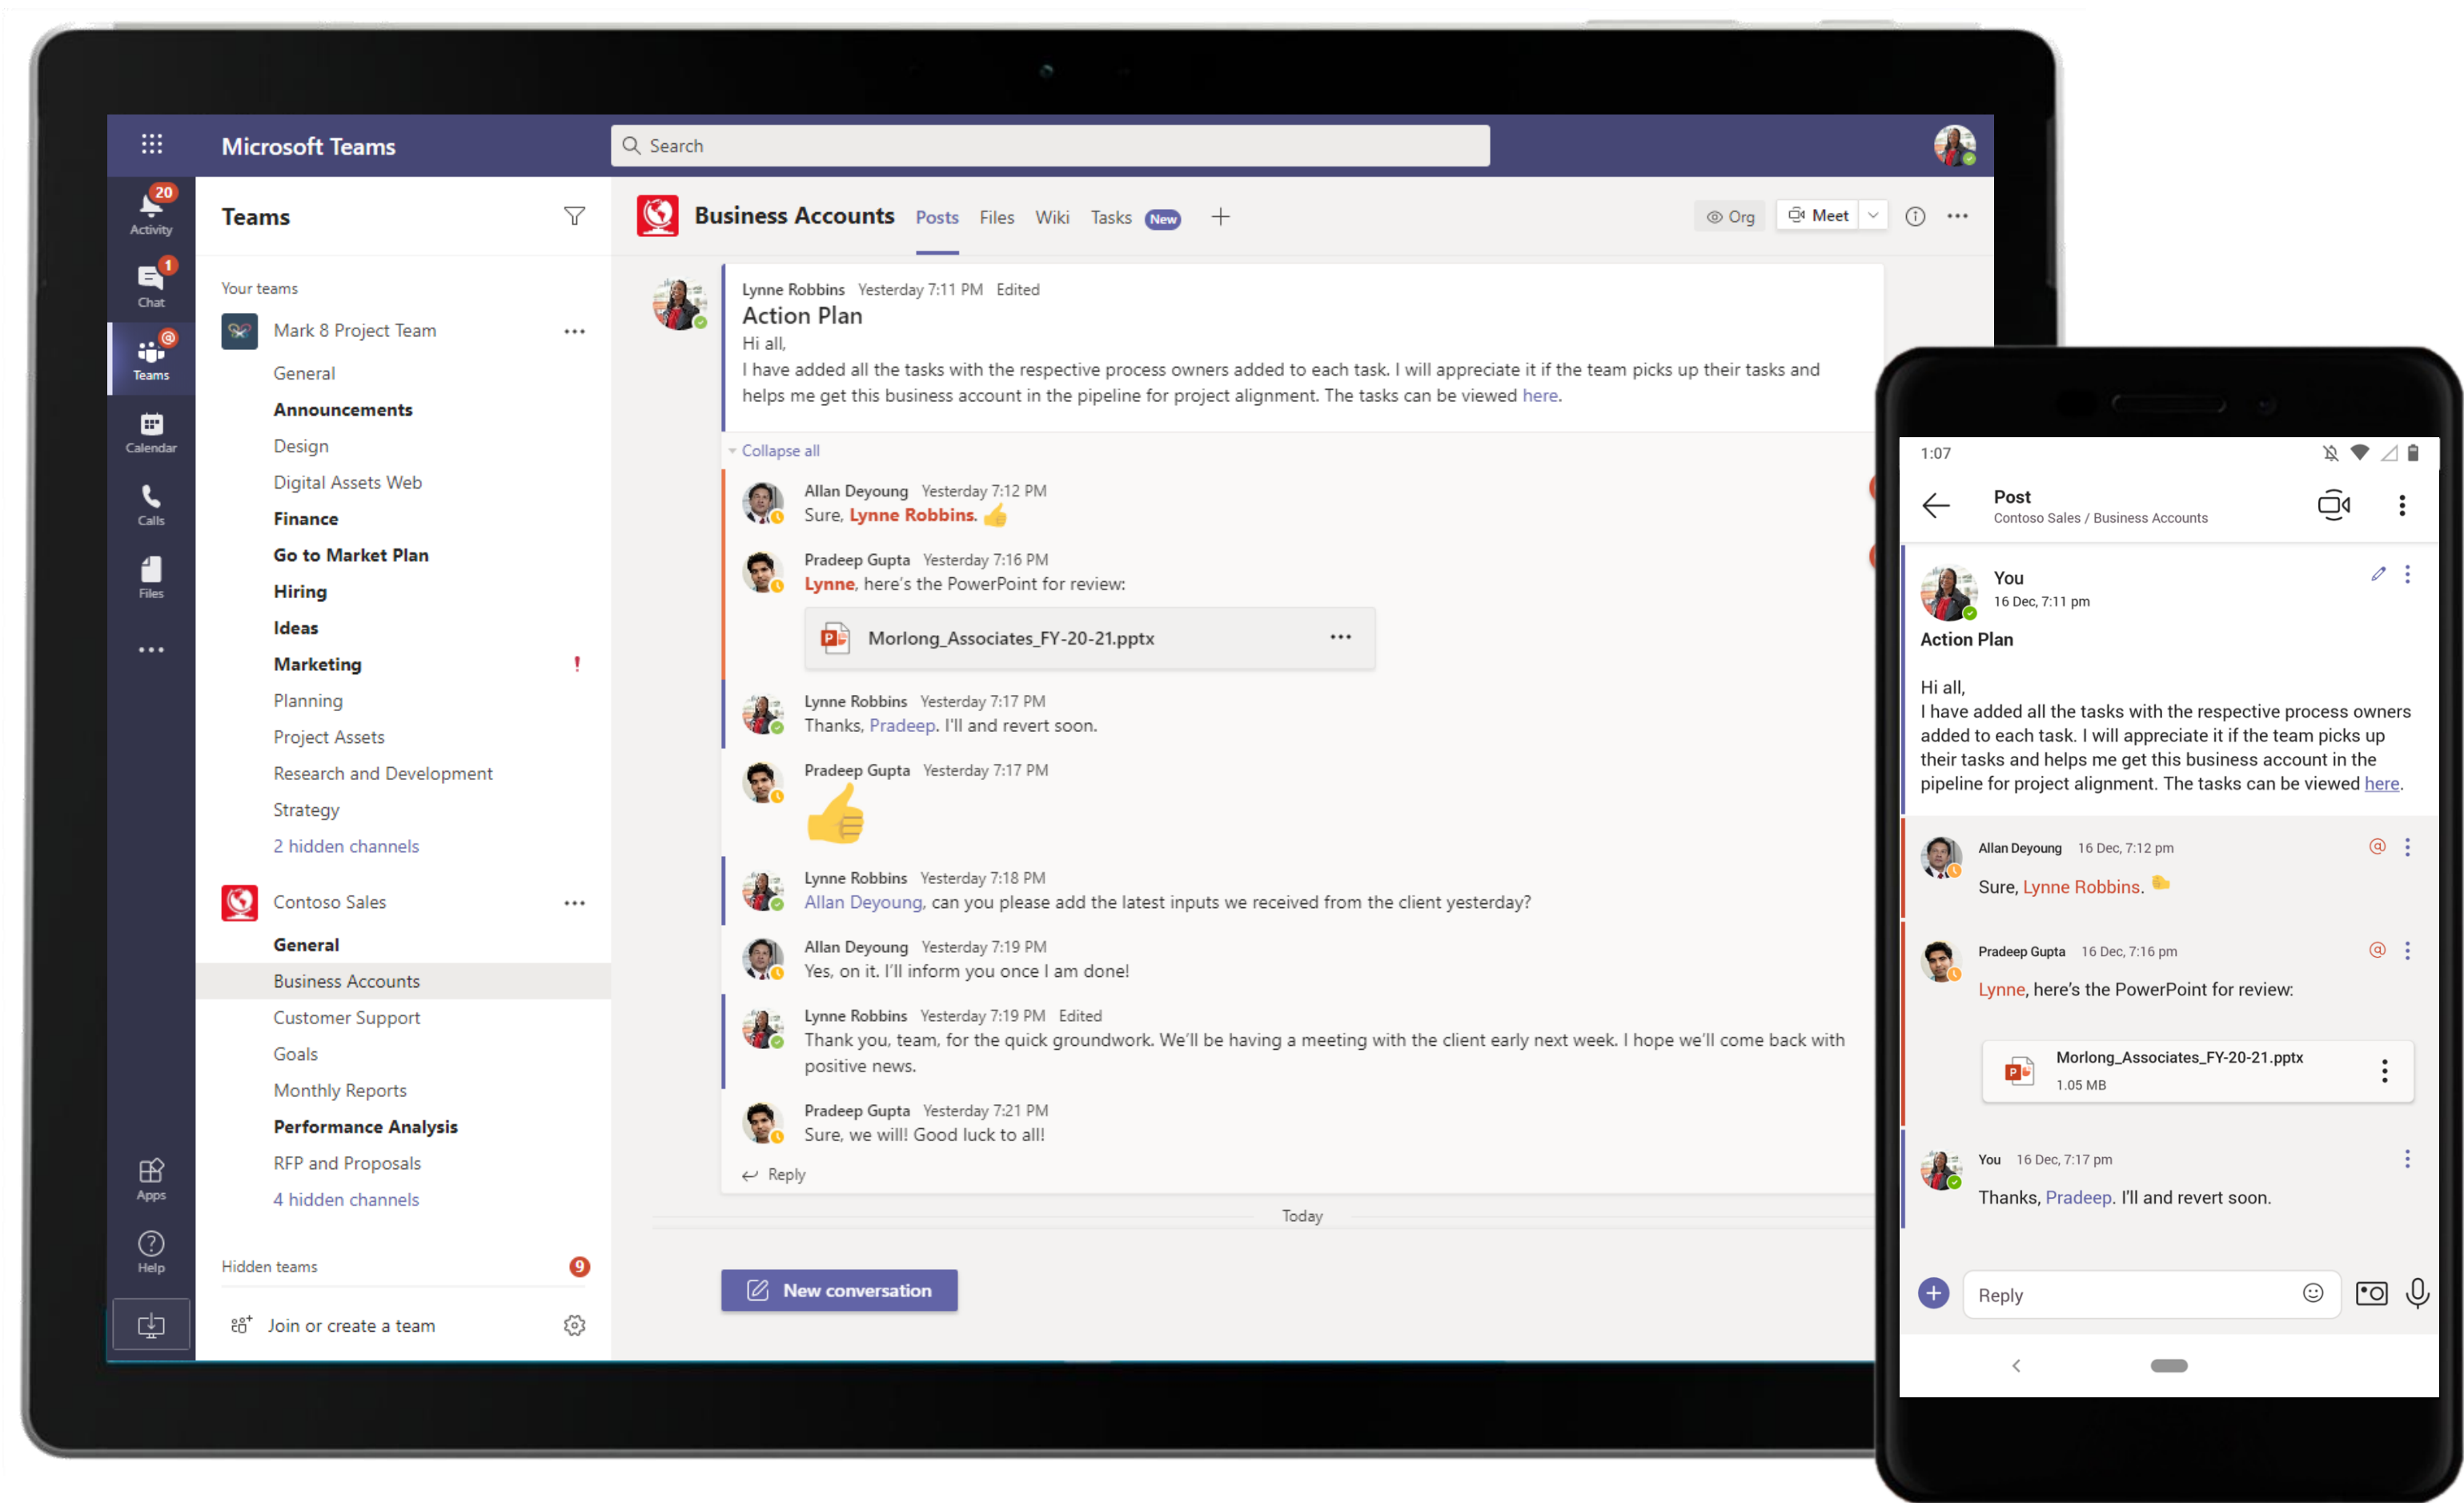 Microsoft Teams
Search
20
Activity
1
Chat
@
Teams
Calendar
Calls
Files
Apps
Help
Teams
Your teams
Mark 8 Project Team
General
Announcements
Design
Digital Assets Web
Finance
Go to Market Plan
Hiring
Ideas
Marketing !
Planning
Project Assets
Research and Development
Strategy
2 hidden channels
Contoso Sales
General
Business Accounts
Customer Support
Goals
Monthly Reports
Performance Analysis
RFP and Proposals
4 hidden channels
Hidden teams 9
Join or create a team
Business Accounts Posts Files Wiki Tasks New
Org Meet
Lynne Robbins Yesterday 7:11 PM Edited
Action Plan
Hi all,
I have added all the tasks with the respective process owners added to each task. I will appreciate it if the team picks up their tasks and
helps me get this business account in the pipeline for project alignment. The tasks can be viewed here.
Collapse all
Allan Deyoung Yesterday 7:12 PM
Sure, Lynne Robbins. 👍
Pradeep Gupta Yesterday 7:16 PM
Lynne, here's the PowerPoint for review:
Morlong_Associates_FY-20-21.pptx
Lynne Robbins Yesterday 7:17 PM
Thanks, Pradeep. I'll and revert soon.
Pradeep Gupta Yesterday 7:17 PM
👍
Lynne Robbins Yesterday 7:18 PM
Allan Deyoung, can you please add the latest inputs we received from the client yesterday?
Allan Deyoung Yesterday 7:19 PM
Yes, on it. I'll inform you once I am done!
Lynne Robbins Yesterday 7:19 PM Edited
Thank you, team, for the quick groundwork. We'll be having a meeting with the client early next week. I hope we'll come back with
positive news.
Pradeep Gupta Yesterday 7:21 PM
Sure, we will! Good luck to all!
Reply
Today
New conversation
1:07
Post
Contoso Sales / Business Accounts
You
16 Dec, 7:11 pm
Action Plan
Hi all,
I have added all the tasks with the respective process owners
added to each task. I will appreciate it if the team picks up
their tasks and helps me get this business account in the
pipeline for project alignment. The tasks can be viewed here.
Allan Deyoung 16 Dec, 7:12 pm @
Sure, Lynne Robbins.
Pradeep Gupta 16 Dec, 7:16 pm @
Lynne, here's the PowerPoint for review:
Morlong_Associates_FY-20-21.pptx
1.05 MB
You 16 Dec, 7:17 pm
Thanks, Pradeep. I'll and revert soon.
Reply